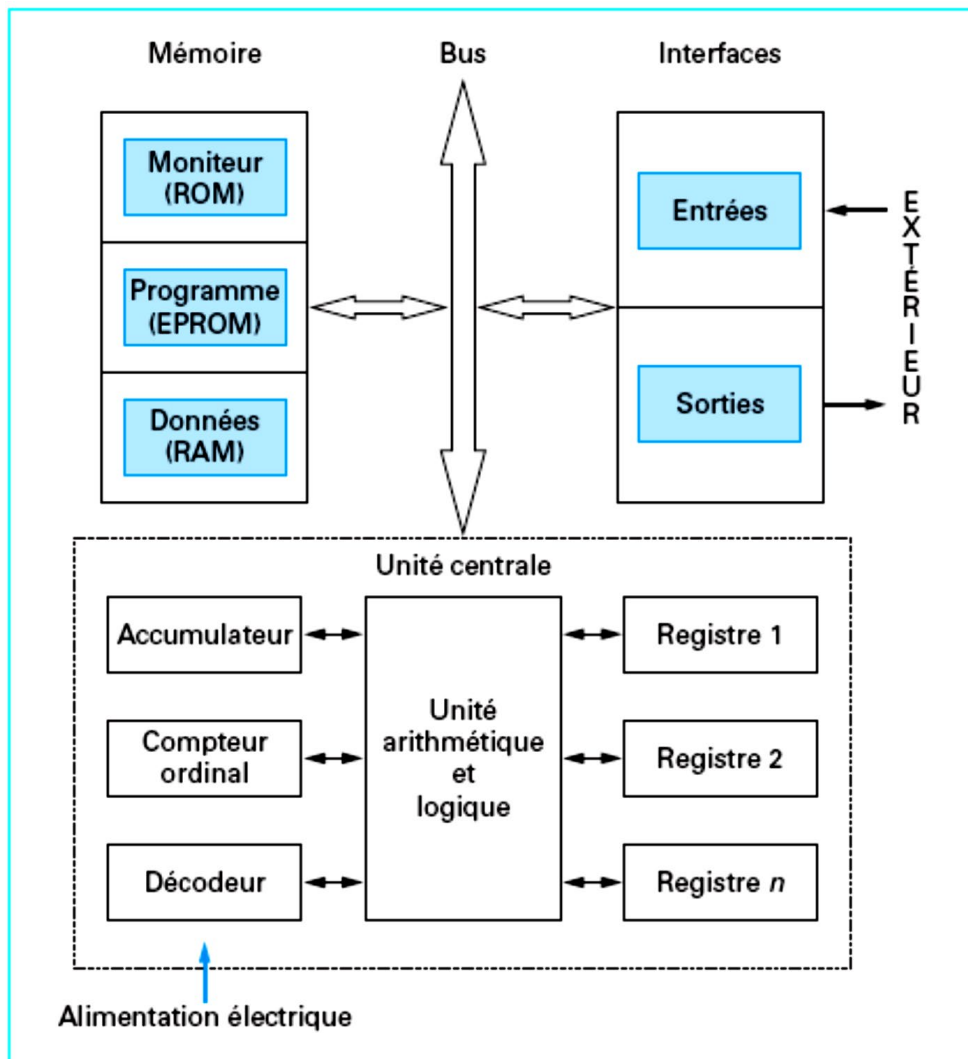 Mémoire
Bus
Interfaces
Moniteur
(ROM)
Programme
(EPROM)
Données
(RAM)
Entrées
Sorties
EXTÉRIEUR
Unité centrale
Accumulateur
Compteur
ordinal
Décodeur
Unité
arithmétique
et
logique
Registre 1
Registre 2
Registre n
Alimentation électrique